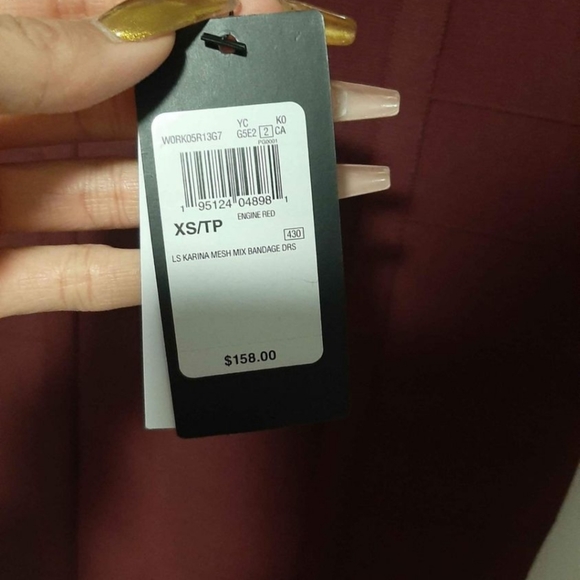 YC K0
W0RK05R13G7 G5E2 2 CA
PG0001
1 95124 04898 1
XS/TP ENGINE RED
430
LS KARINA MESH MIX BANDAGE DRS
$158.00